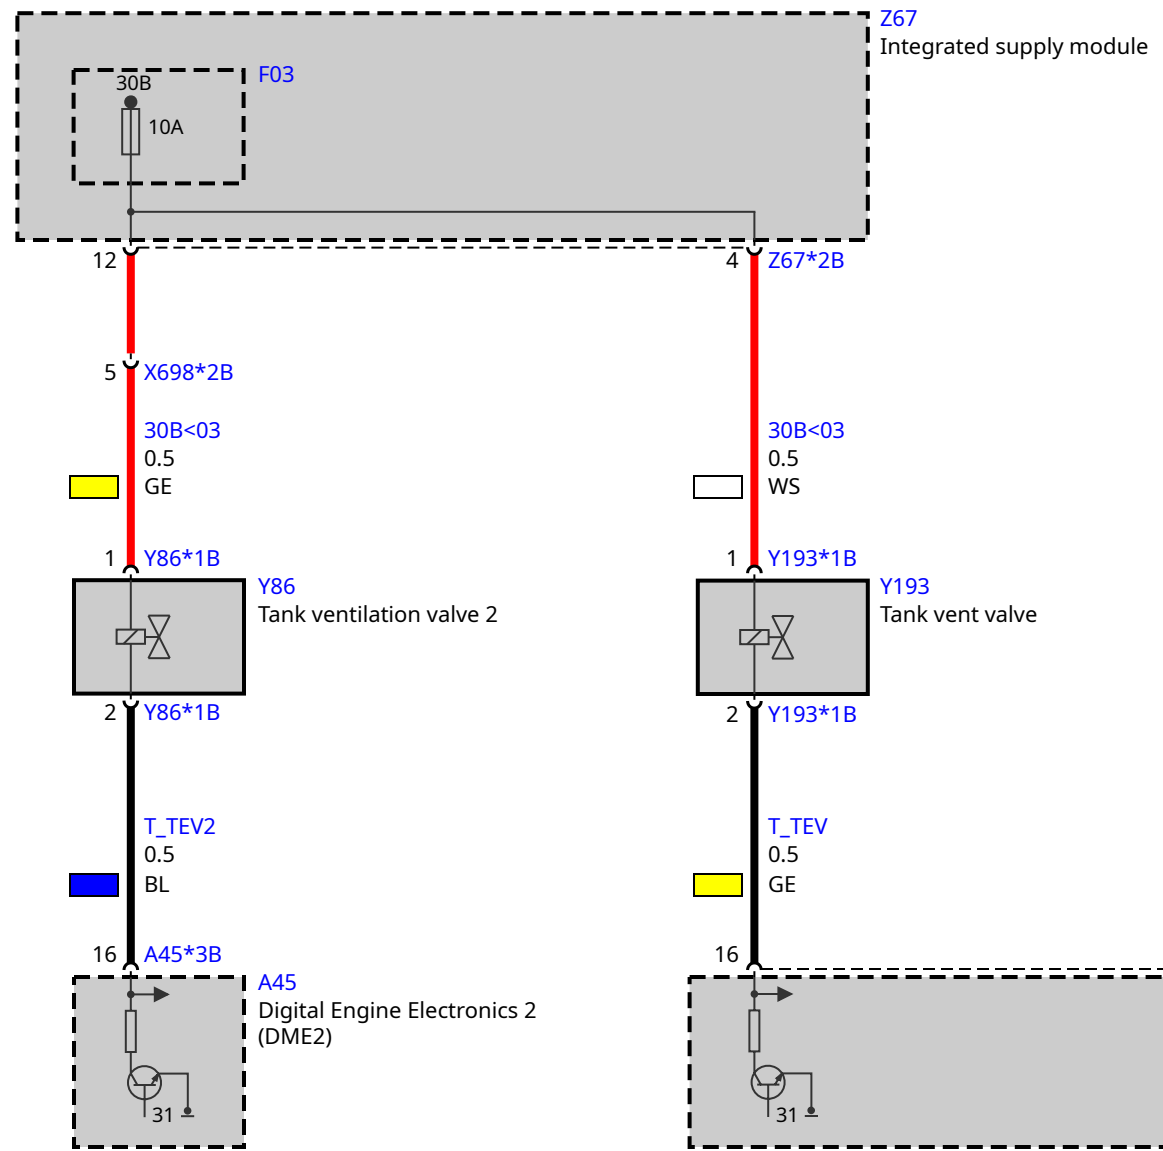 Z67
Integrated supply module
F03
30B
10A
12
4 Z67*2B
5 X698*2B
30B<03
0.5
GE
30B<03
0.5
WS
1 Y86*1B
1 Y193*1B
Y86
Tank ventilation valve 2
Y193
Tank vent valve
2 Y86*1B
2 Y193*1B
T_TEV2
0.5
BL
T_TEV
0.5
GE
16 A45*3B
16
A45
Digital Engine Electronics 2
(DME2)
31
31